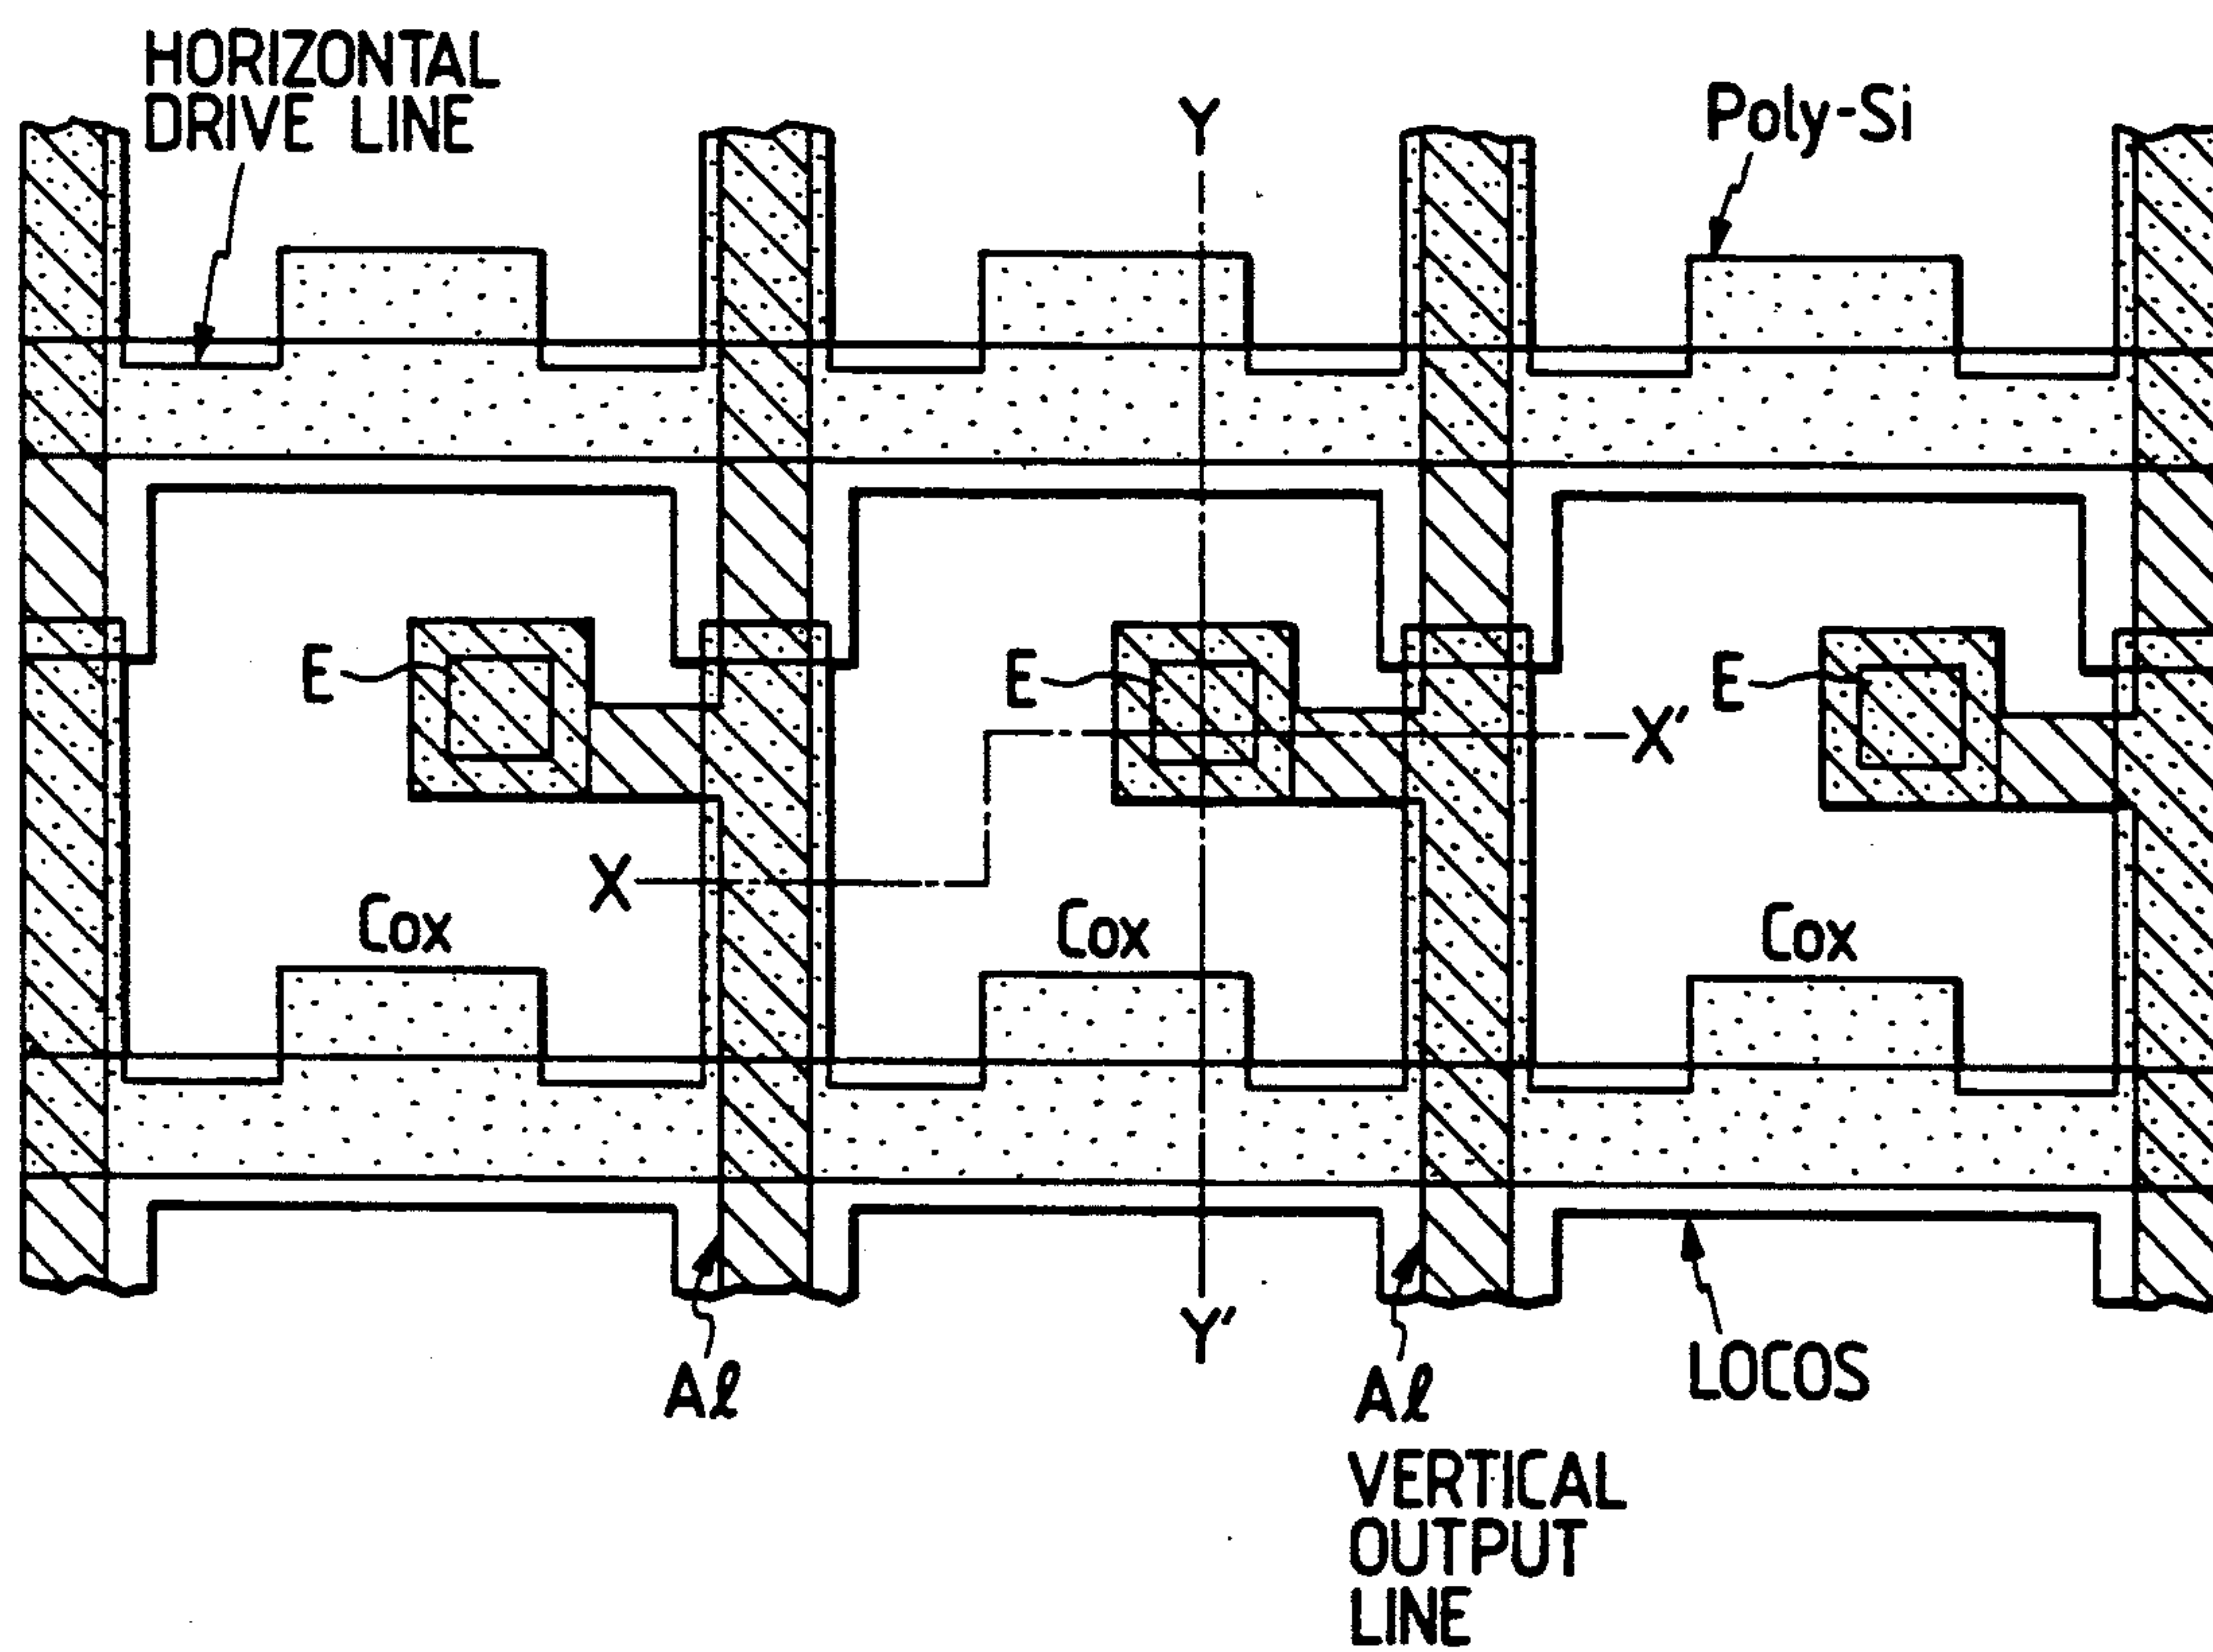 HORIZONTAL
DRIVE LINE
Y
Poly-Si
E
E
E
X'
X
Cox
Cox
Cox
Y'
Aℓ
Aℓ
VERTICAL
OUTPUT
LINE
LOCOS